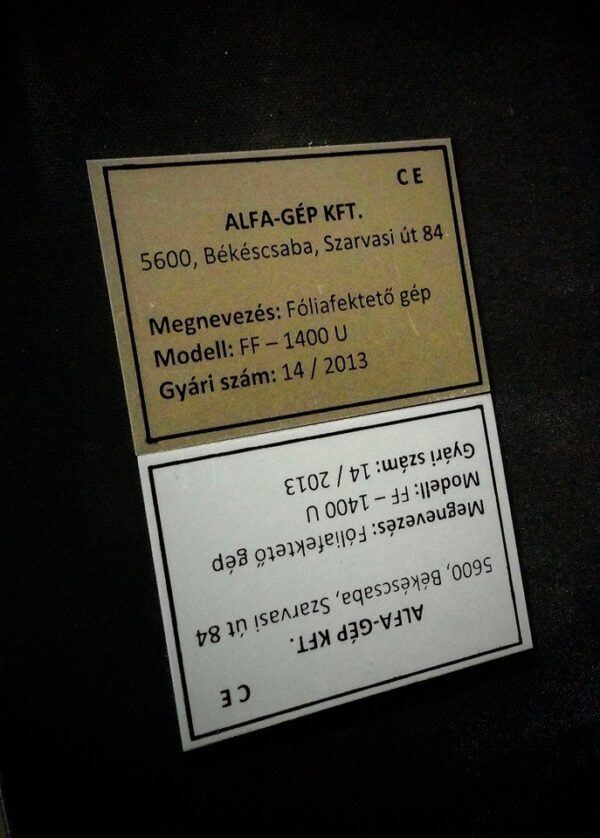 CE
ALFA-GÉP KFT.
5600, Békéscsaba, Szarvasi út 84
Megnevezés: Fóliafektető gép
Modell: FF – 1400 U
Gyári szám: 14 / 2013
CE
ALFA-GÉP KFT.
5600, Békéscsaba, Szarvasi út 84
Megnevezés: Fóliafektető gép
Modell: FF – 1400 U
Gyári szám: 14 / 2013